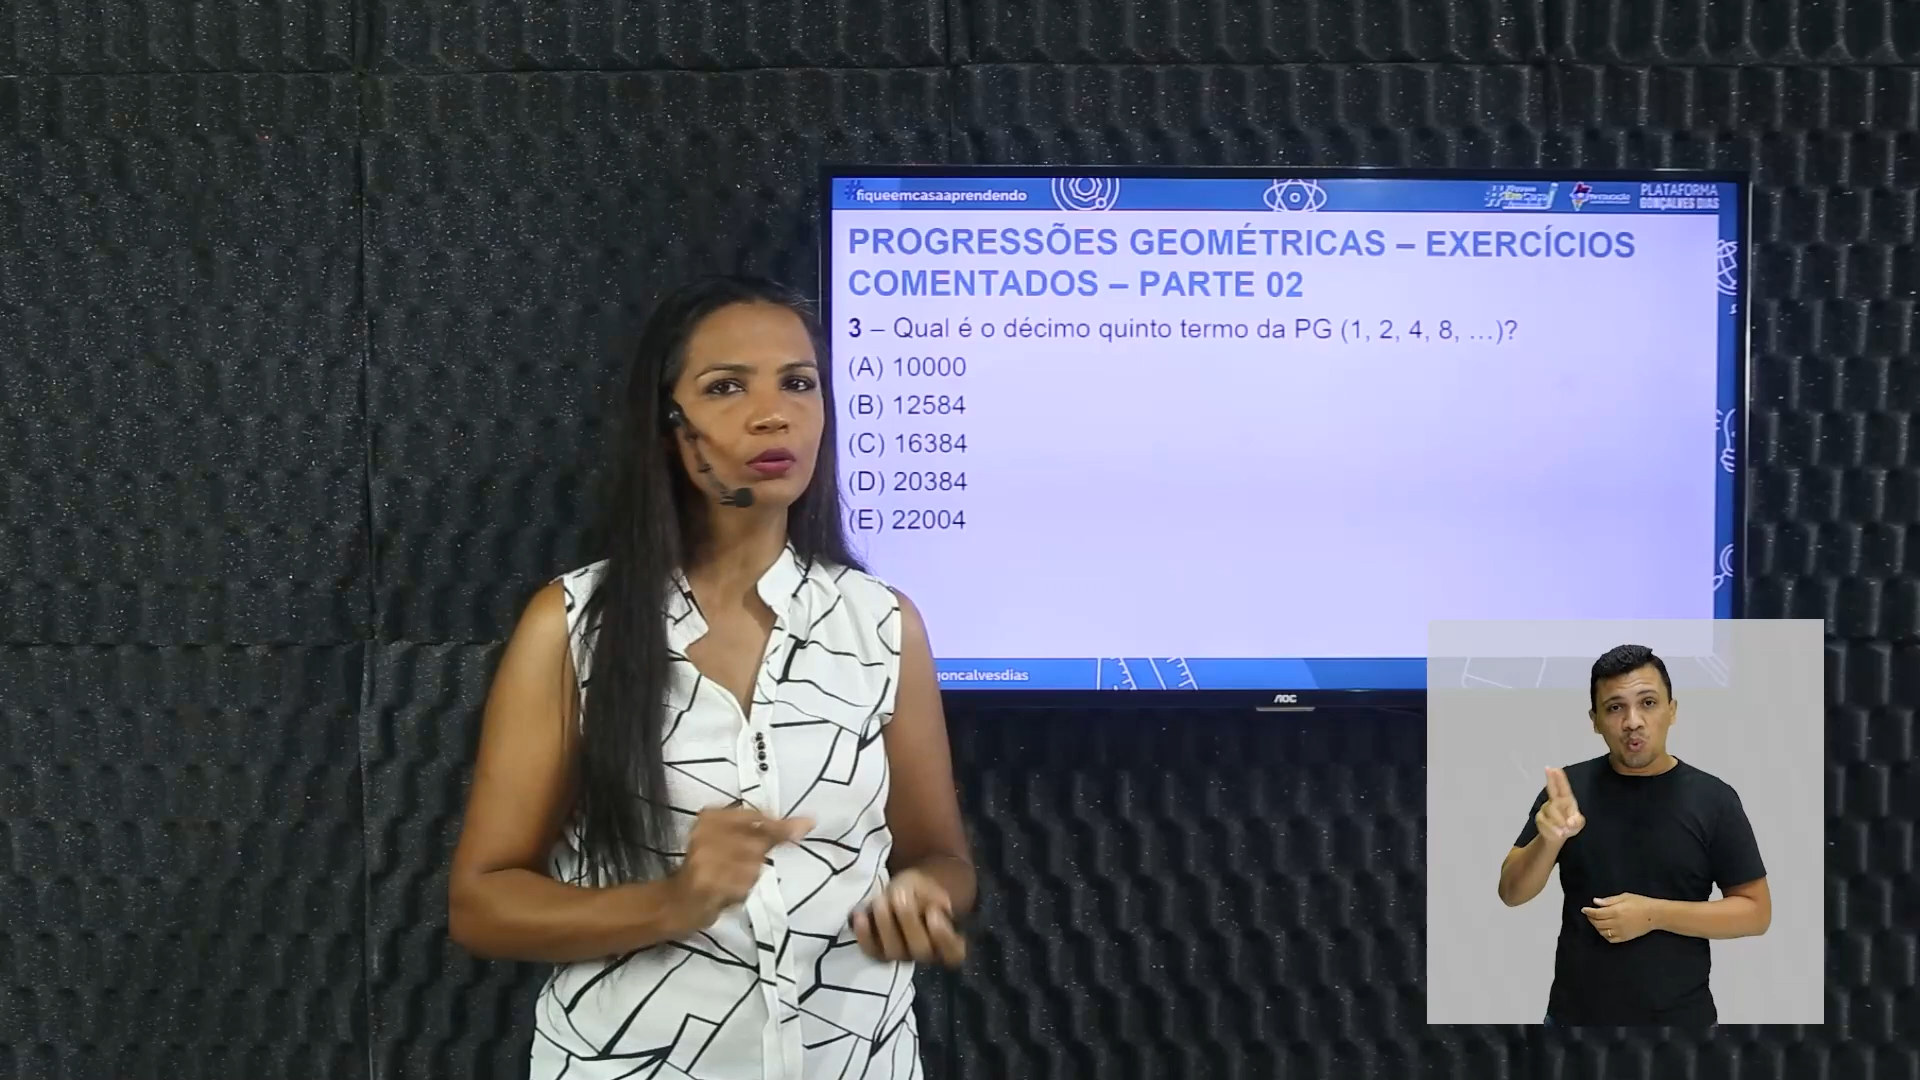 #fiqueemcasaaprendendo
PLATAFORMA
GONÇALVES DIAS
PROGRESSÕES GEOMÉTRICAS – EXERCÍCIOS
COMENTADOS – PARTE 02
3 – Qual é o décimo quinto termo da PG (1, 2, 4, 8, ...)?
(A) 10000
(B) 12584
(C) 16384
(D) 20384
(E) 22004
goncalvesdias
AOC